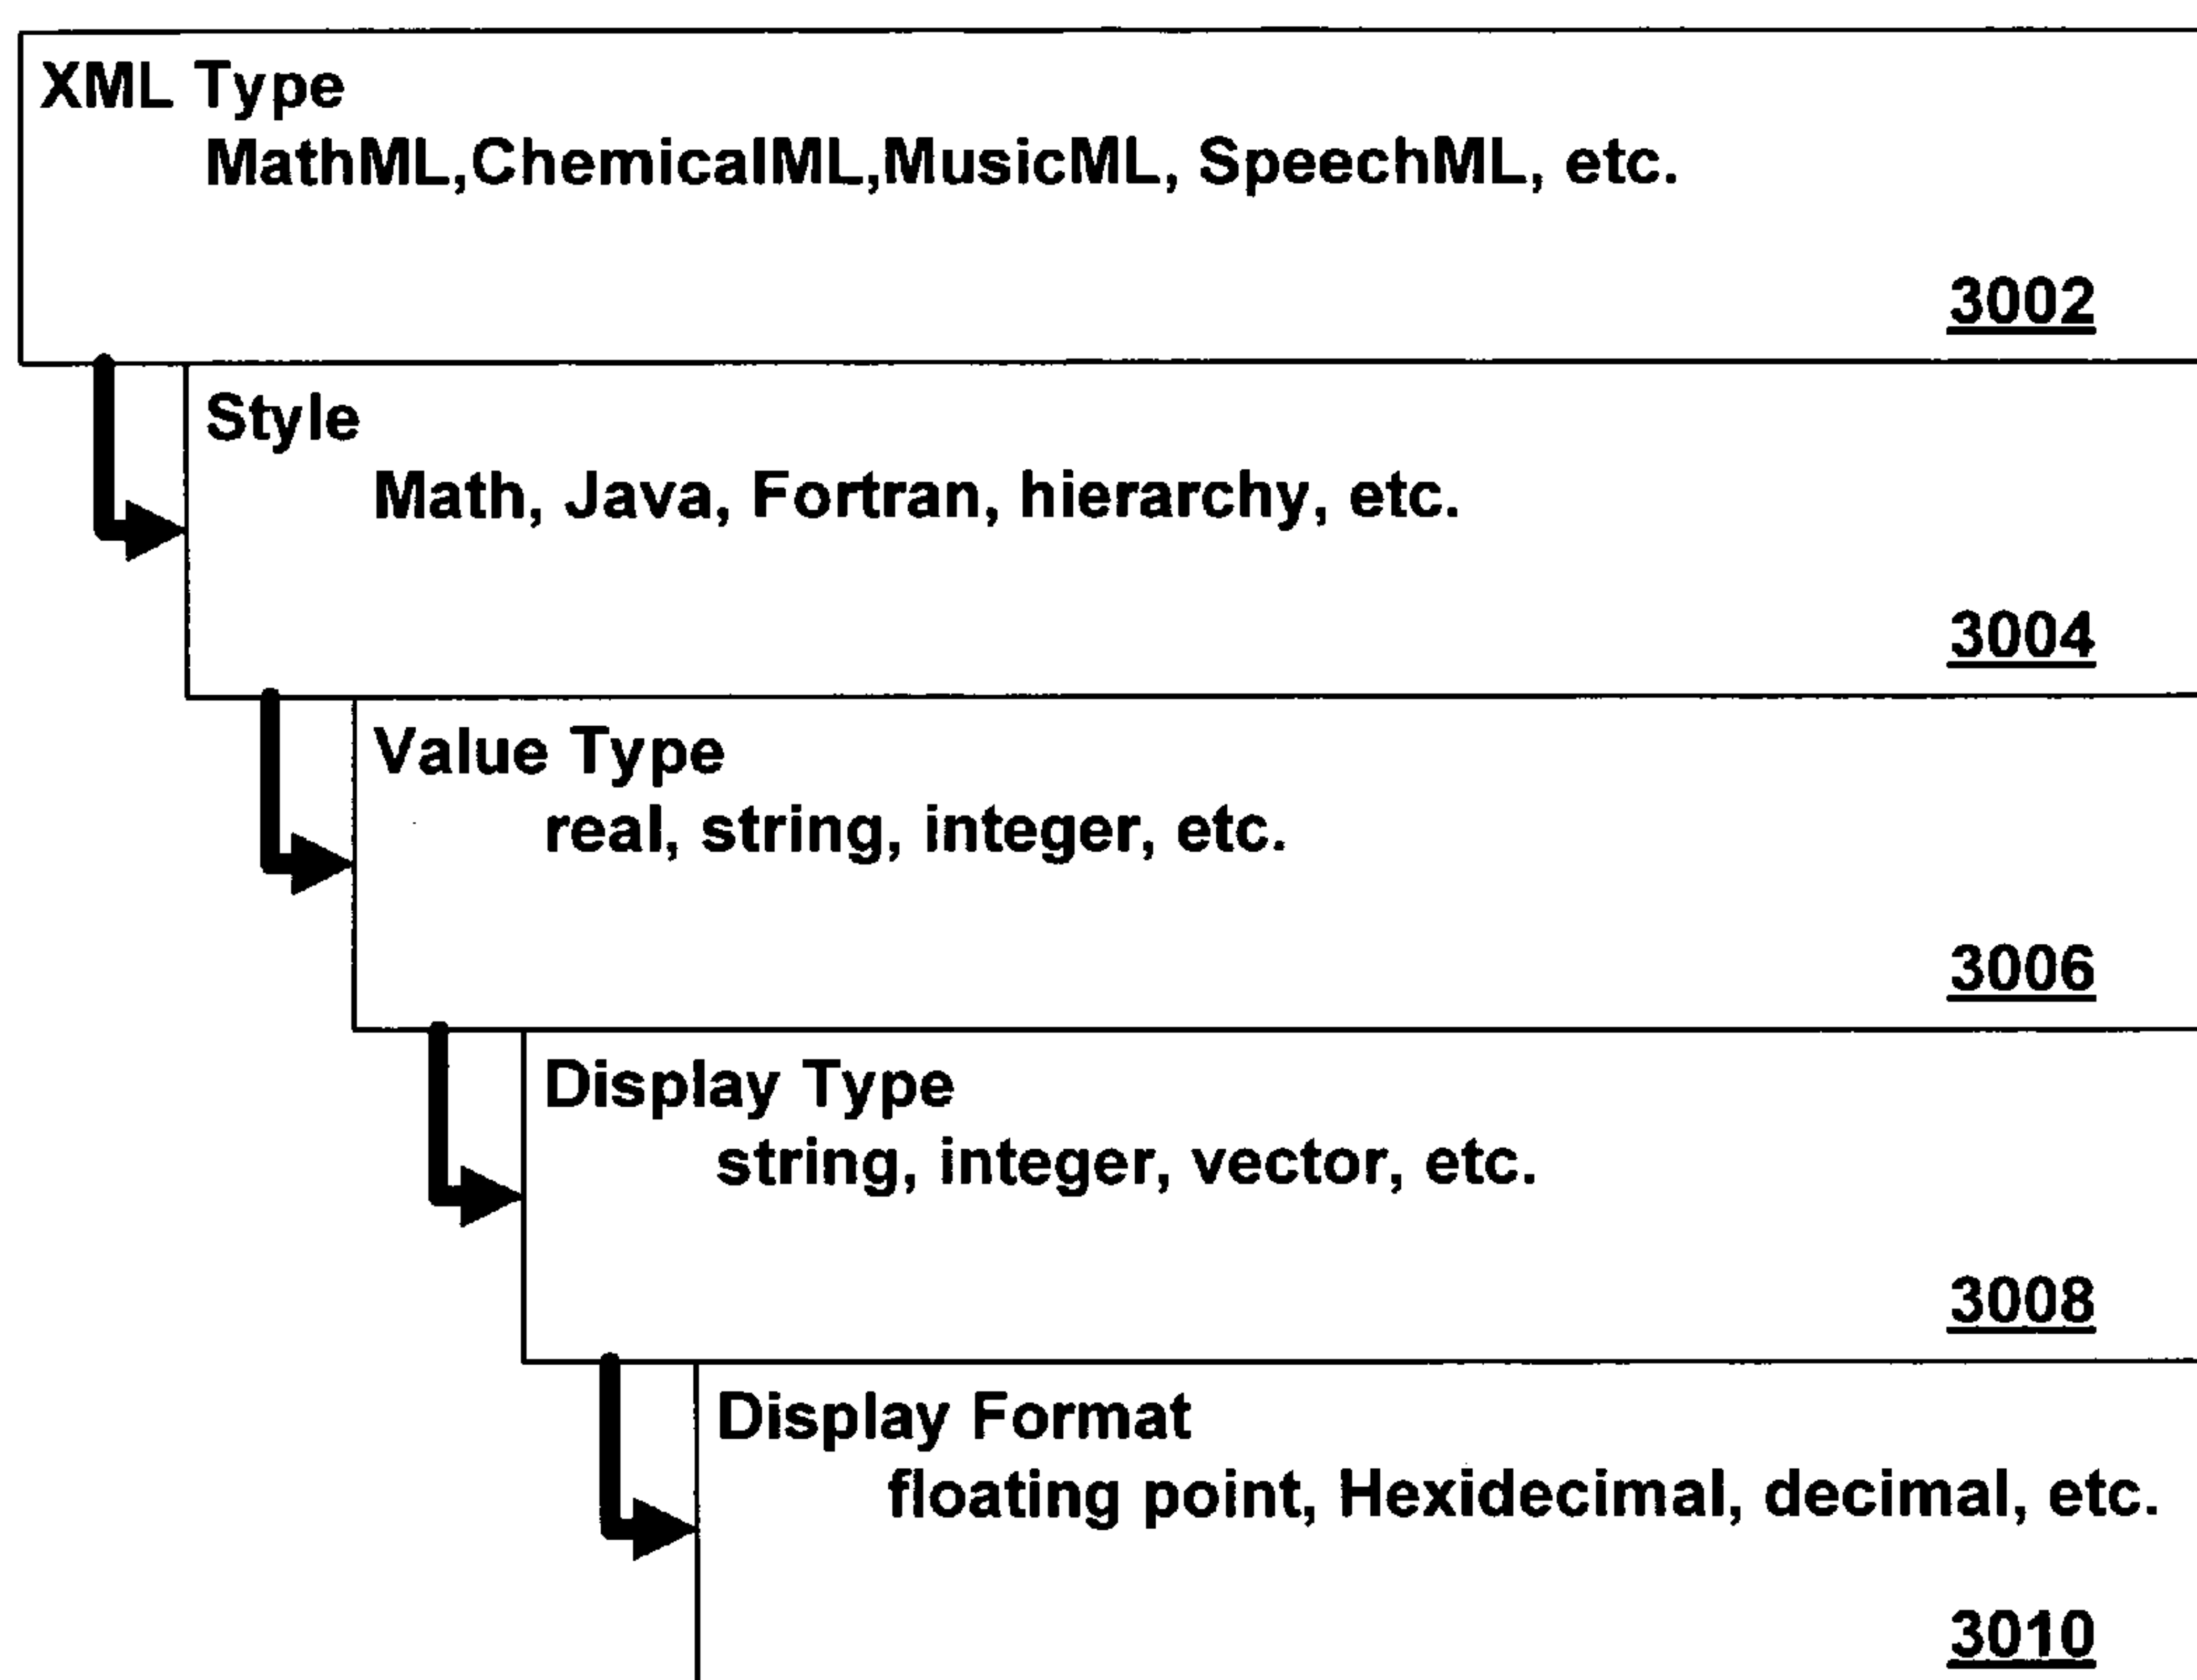 XML Type
MathML,ChemicalML,MusicML, SpeechML, etc.
3002
Style
Math, Java, Fortran, hierarchy, etc.
3004
Value Type
real, string, integer, etc.
3006
Display Type
string, integer, vector, etc.
3008
Display Format
floating point, Hexidecimal, decimal, etc.
3010